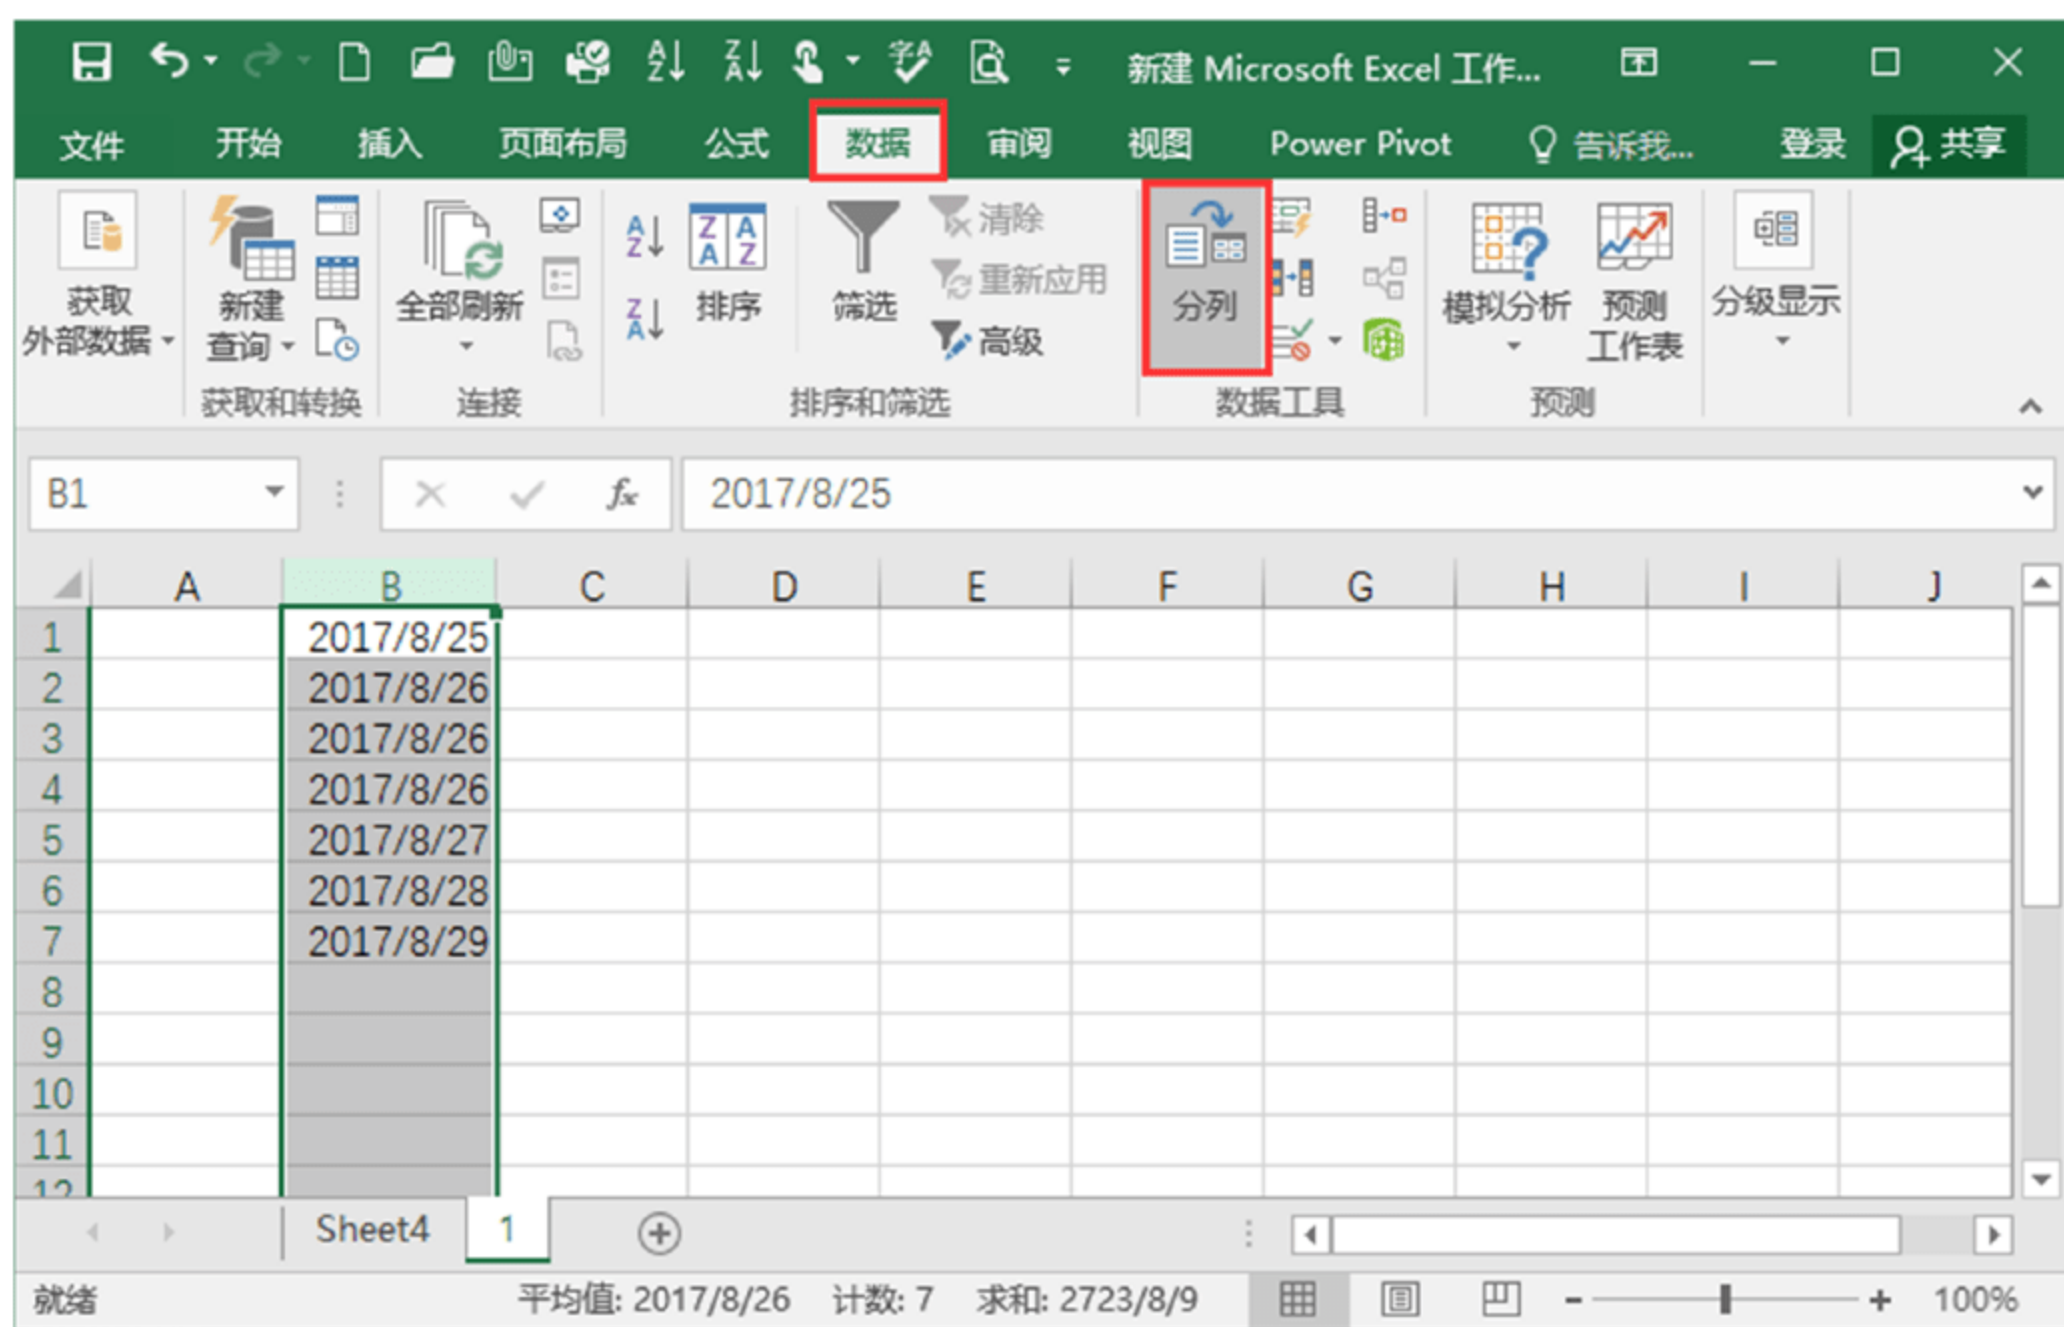 新建 Microsoft Excel 工作...
文件 开始 插入 页面布局 公式 数据 审阅 视图 Power Pivot 告诉我... 登录 共享
获取
外部数据
新建
查询
获取和转换
全部刷新
连接
排序
筛选
清除
重新应用
高级
排序和筛选
分列
数据工具
模拟分析
预测
工作表
预测
分级显示
B1 fx 2017/8/25
A B C D E F G H I J
1 2017/8/25
2 2017/8/26
3 2017/8/26
4 2017/8/26
5 2017/8/27
6 2017/8/28
7 2017/8/29
8
9
10
11
12
Sheet4 1
就绪 平均值: 2017/8/26 计数: 7 求和: 2723/8/9 100%